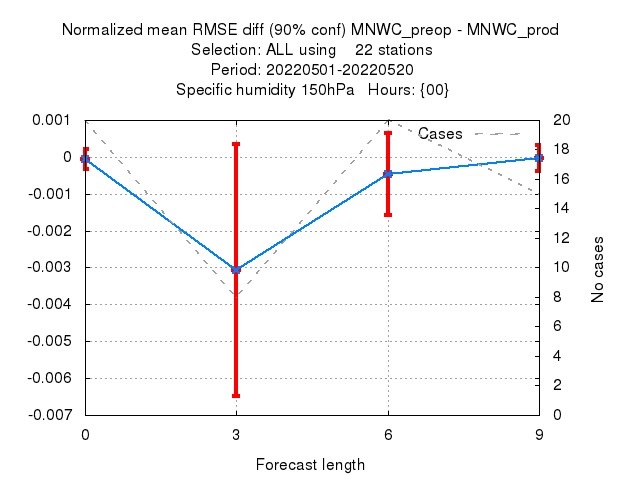 Normalized mean RMSE diff (90% conf) MNWC_preop - MNWC_prod
Selection: ALL using    22 stations
Period: 20220501-20220520
Specific humidity 150hPa   Hours: {00}
0.001
0
-0.001
-0.002
-0.003
-0.004
-0.005
-0.006
-0.007
Cases
20
18
16
14
12
10
8
6
4
2
0
No cases
0 3 6 9
Forecast length